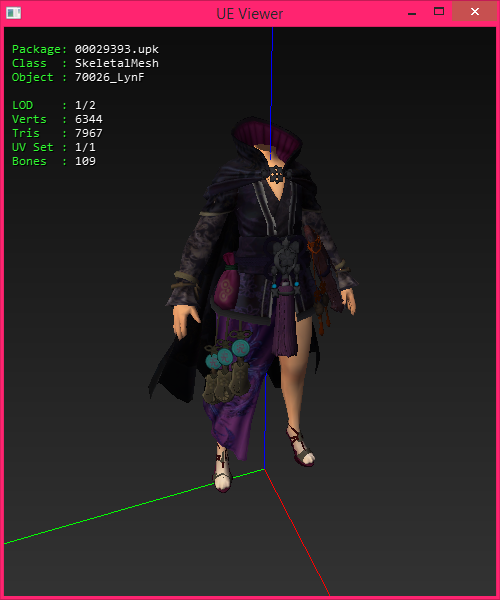 UE Viewer
Package: 00029393.upk
Class : SkeletalMesh
Object : 70026_LynF
LOD : 1/2
Verts : 6344
Tris : 7967
UV Set : 1/1
Bones : 109